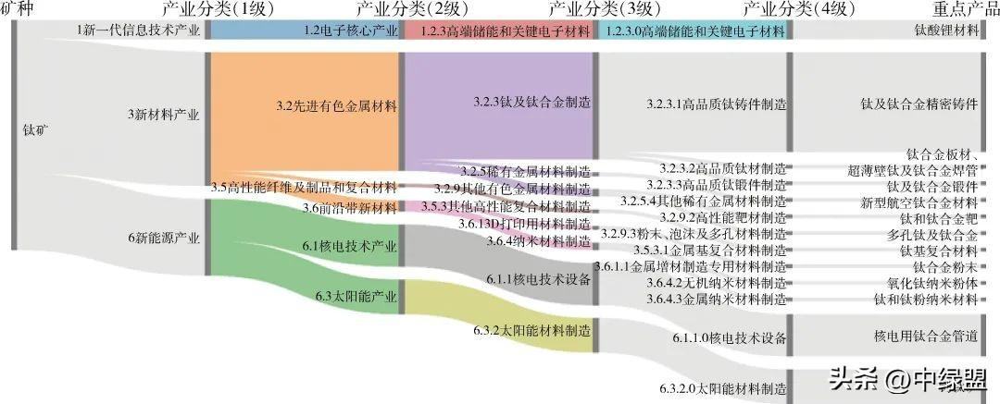 矿种
产业分类(1级)
产业分类(2级)
产业分类(3级)
产业分类(4级)
重点产品
钛矿
1新一代信息技术产业
3新材料产业
6新能源产业
1.2电子核心产业
3.2先进有色金属材料
3.5高性能纤维及制品和复合材料
3.6前沿带新材料
6.1核电技术产业
6.3太阳能产业
1.2.3高端储能和关键电子材料
3.2.3钛及钛合金制造
3.2.5稀有金属材料制造
3.2.9其他有色金属材料制造
3.5.3其他高性能复合材料制造
3.6.13D打印用材料制造
3.6.4纳米材料制造
6.1.1核电技术设备
6.3.2太阳能材料制造
1.2.3.0高端储能和关键电子材料
3.2.3.1高品质钛铸件制造
3.2.3.2高品质钛材制造
3.2.3.3高品质钛锻件制造
3.2.5.4其他稀有金属材料制造
3.2.9.2高性能靶材制造
3.2.9.3粉末、泡沫及多孔材料制造
3.5.3.1金属基复合材料制造
3.6.1.1金属增材制造专用材料制造
3.6.4.2无机纳米材料制造
3.6.4.3金属纳米材料制造
6.1.1.0核电技术设备
6.3.2.0太阳能材料制造
钛酸锂材料
钛及钛合金精密铸件
钛合金板材、
超薄壁钛及钛合金焊管
钛及钛合金锻件
新型航空钛合金材料
钛和钛合金靶
多孔钛及钛合金
钛基复合材料
钛合金粉末
氧化钛纳米粉体
钛和钛粉纳米材料
核电用钛合金管道
头条 @中绿盟